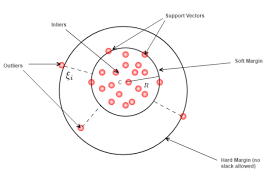 Support Vectors
Inliers
Soft Margin
Outliers
ξi
C
R
Hard Margin (no
slack allowed)